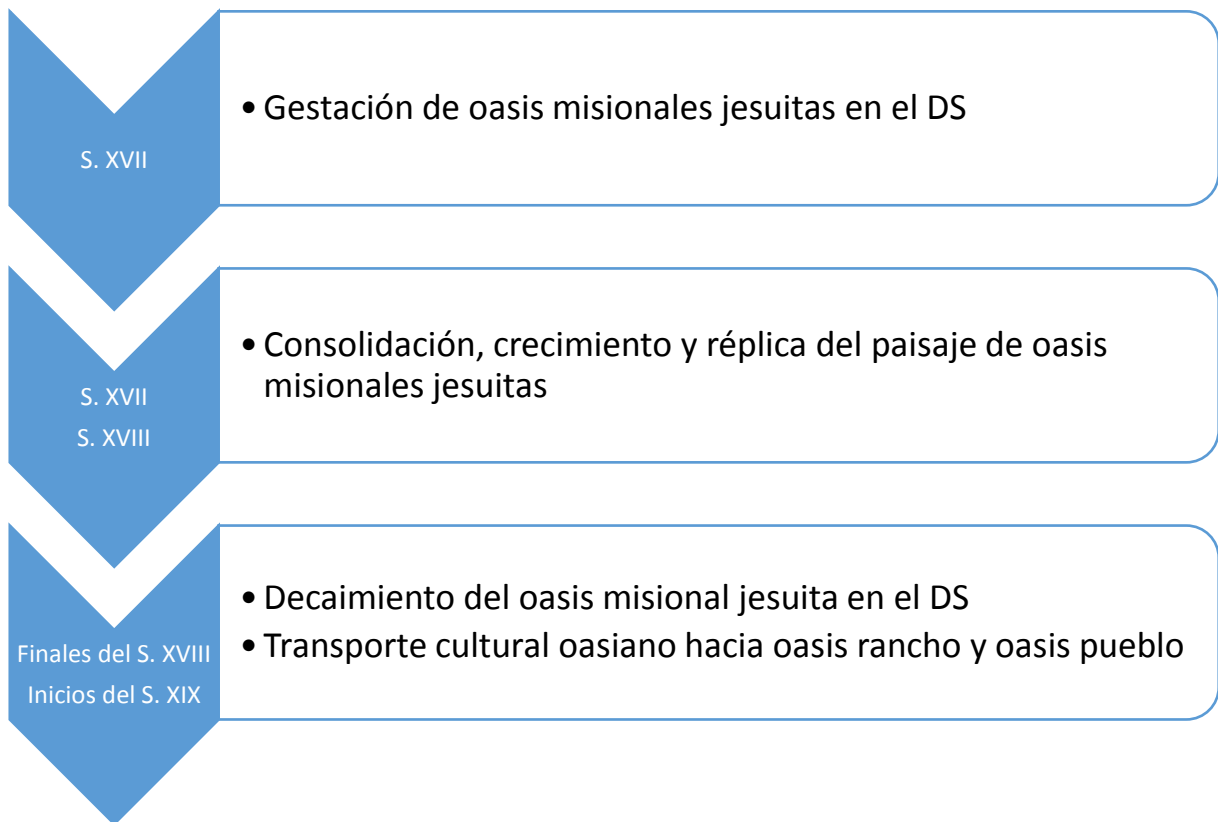 S. XVII
• Gestación de oasis misionales jesuitas en el DS
S. XVII
S. XVIII
• Consolidación, crecimiento y réplica del paisaje de oasis
misionales jesuitas
Finales del S. XVIII
Inicios del S. XIX
• Decaimiento del oasis misional jesuita en el DS
• Transporte cultural oasiano hacia oasis rancho y oasis pueblo